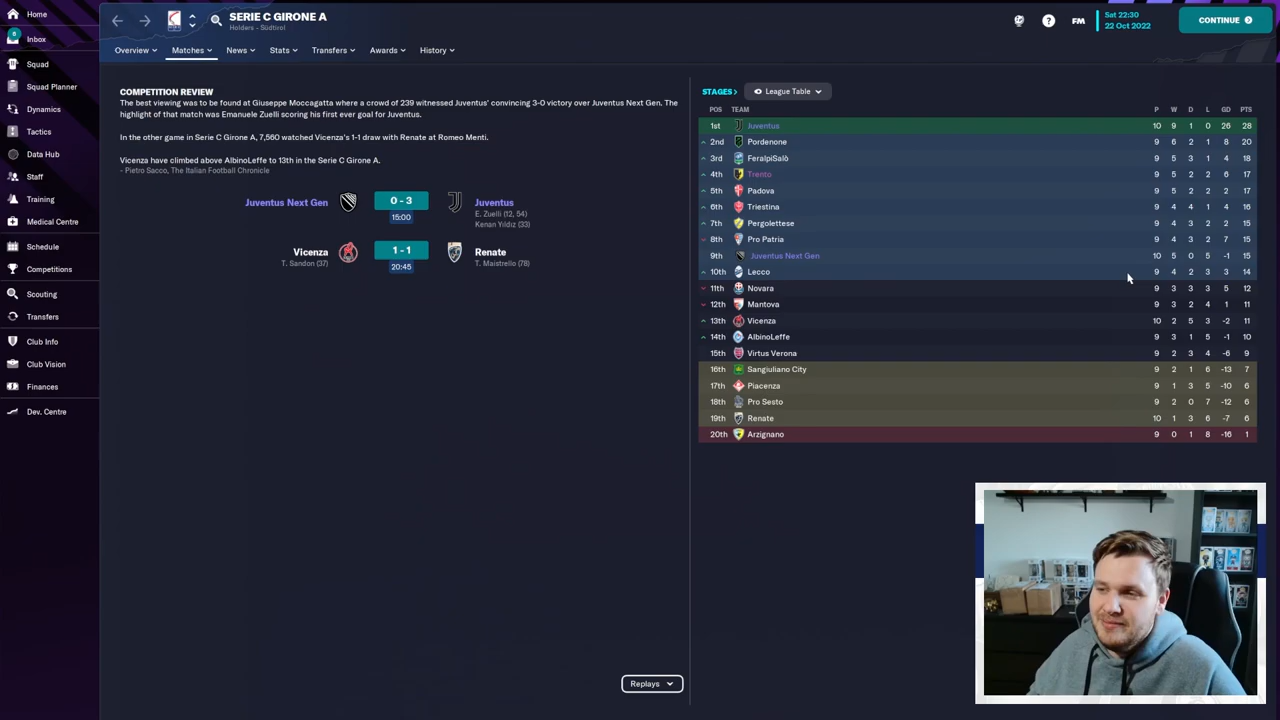 SERIE C GIRONE A
Holders - Südtirol
FM
Sat 22:30
22 Oct 2022
CONTINUE
Home
Inbox
Squad
Squad Planner
Dynamics
Tactics
Data Hub
Staff
Training
Medical Centre
Schedule
Competitions
Scouting
Transfers
Club Info
Club Vision
Finances
Dev. Centre
Overview
Matches
News
Stats
Transfers
Awards
History
COMPETITION REVIEW
The best viewing was to be found at Giuseppe Moccagatta where a crowd of 239 witnessed Juventus' convincing 3-0 victory over Juventus Next Gen. The
highlight of that match was Emanuele Zuelli scoring his first ever goal for Juventus.
In the other game in Serie C Girone A, 7,560 watched Vicenza's 1-1 draw with Renate at Romeo Menti.
Vicenza have climbed above AlbinoLeffe to 13th in the Serie C Girone A.
- Pietro Sacco, The Italian Football Chronicle
Juventus Next Gen 0 - 3 Juventus
15:00
E. Zuelli (12, 54)
Kenan Yıldız (33)
Vicenza 1 - 1 Renate
T. Sandon (37) 20:45 T. Maistrello (78)
Replays
STAGES> League Table
POS TEAM P W D L GD PTS
1st Juventus 10 9 1 0 26 28
2nd Pordenone 9 6 2 1 8 20
3rd FeralpiSalò 9 5 3 1 4 18
4th Trento 9 5 2 2 6 17
5th Padova 9 5 2 2 2 17
6th Triestina 9 4 4 1 4 16
7th Pergolettese 9 4 3 2 2 15
8th Pro Patria 9 4 3 2 7 15
9th Juventus Next Gen 10 5 0 5 -1 15
10th Lecco 9 4 2 3 3 14
11th Novara 9 3 3 3 5 12
12th Mantova 9 3 2 4 1 11
13th Vicenza 10 2 5 3 -2 11
14th AlbinoLeffe 9 3 1 5 -1 10
15th Virtus Verona 9 2 3 4 -6 9
16th Sangiuliano City 9 2 1 6 -13 7
17th Piacenza 9 1 3 5 -10 6
18th Pro Sesto 9 2 0 7 -12 6
19th Renate 10 1 3 6 -7 6
20th Arzignano 9 0 1 8 -16 1